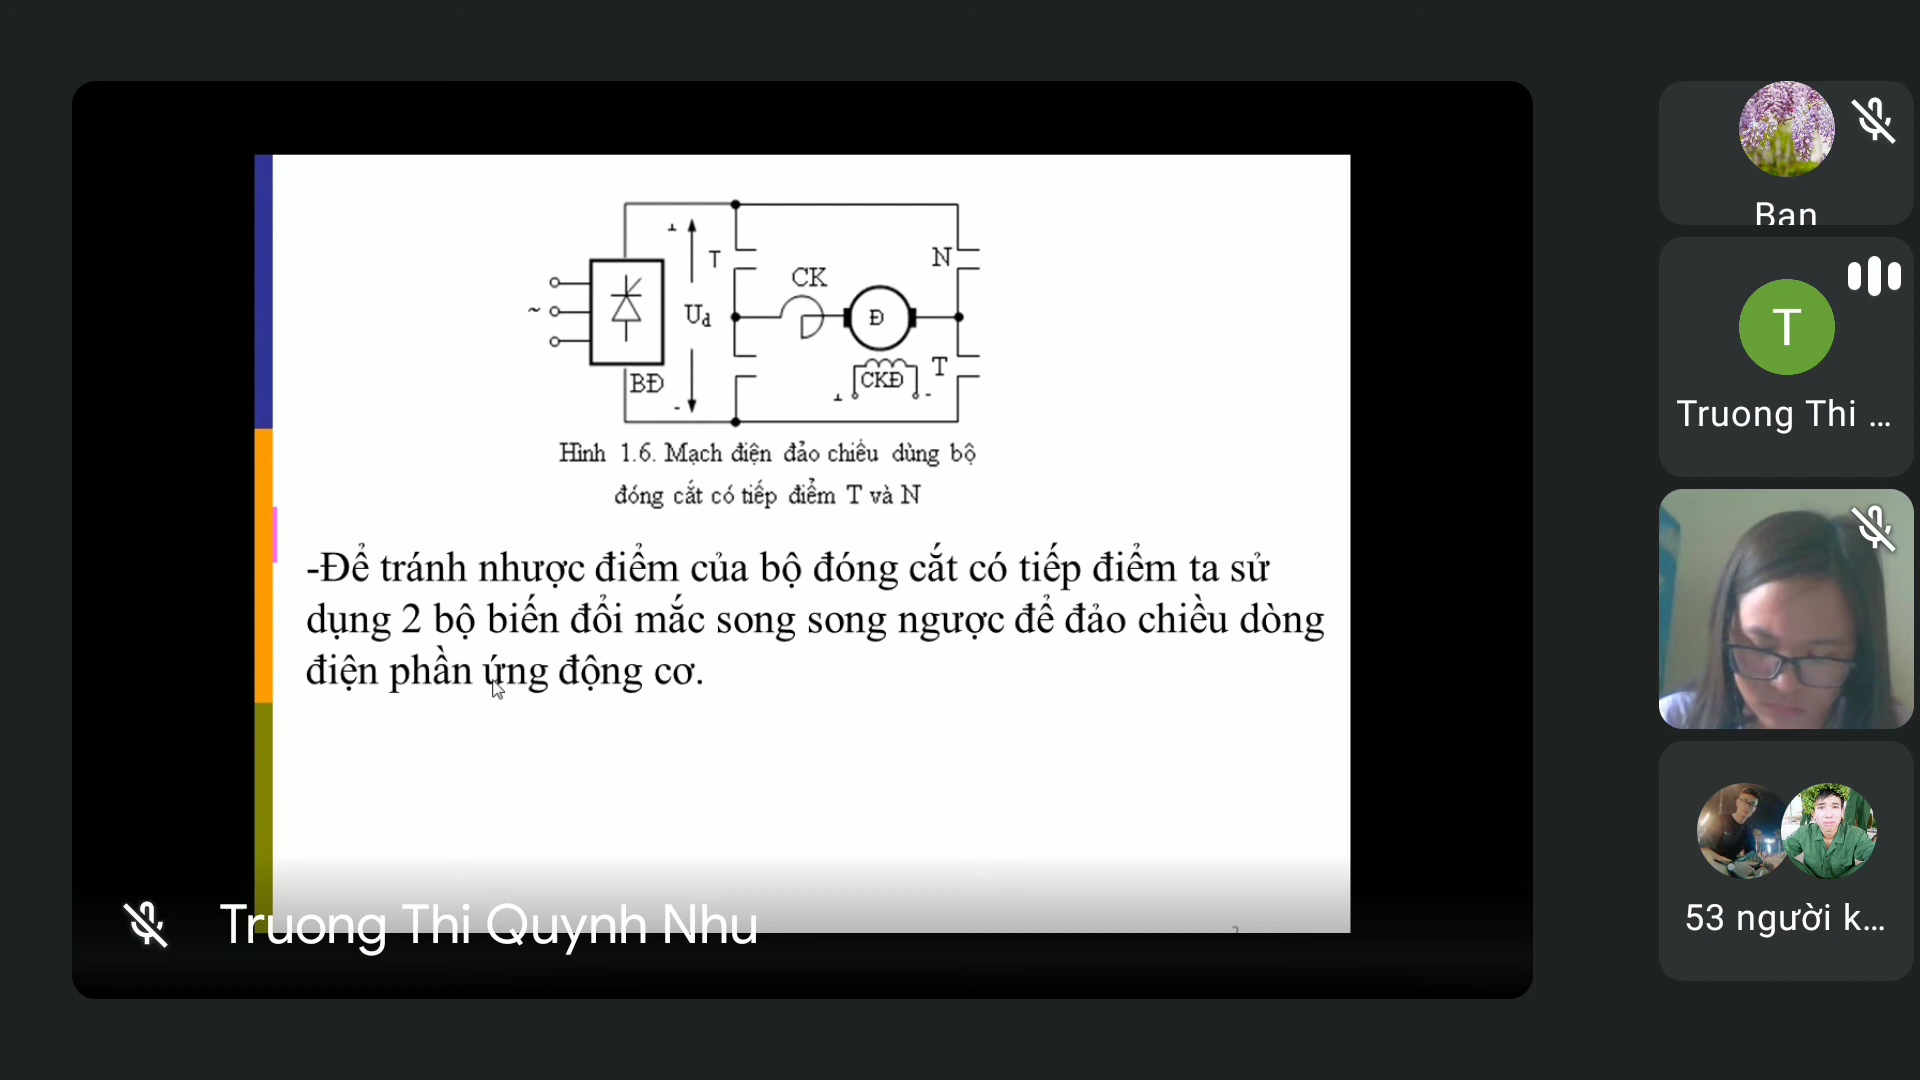 T
N
CK
~
Ud
Đ
T
CKĐ
BĐ
-
-
Hình 1.6. Mạch điện đảo chiều dùng bộ
đóng cắt có tiếp điểm T và N
-Để tránh nhược điểm của bộ đóng cắt có tiếp điểm ta sử
dụng 2 bộ biến đổi mắc song song ngược để đảo chiều dòng
điện phần ứng động cơ.
Truong Thi Quynh Nhu
Bạn
T
Truong Thi ...
53 người k...